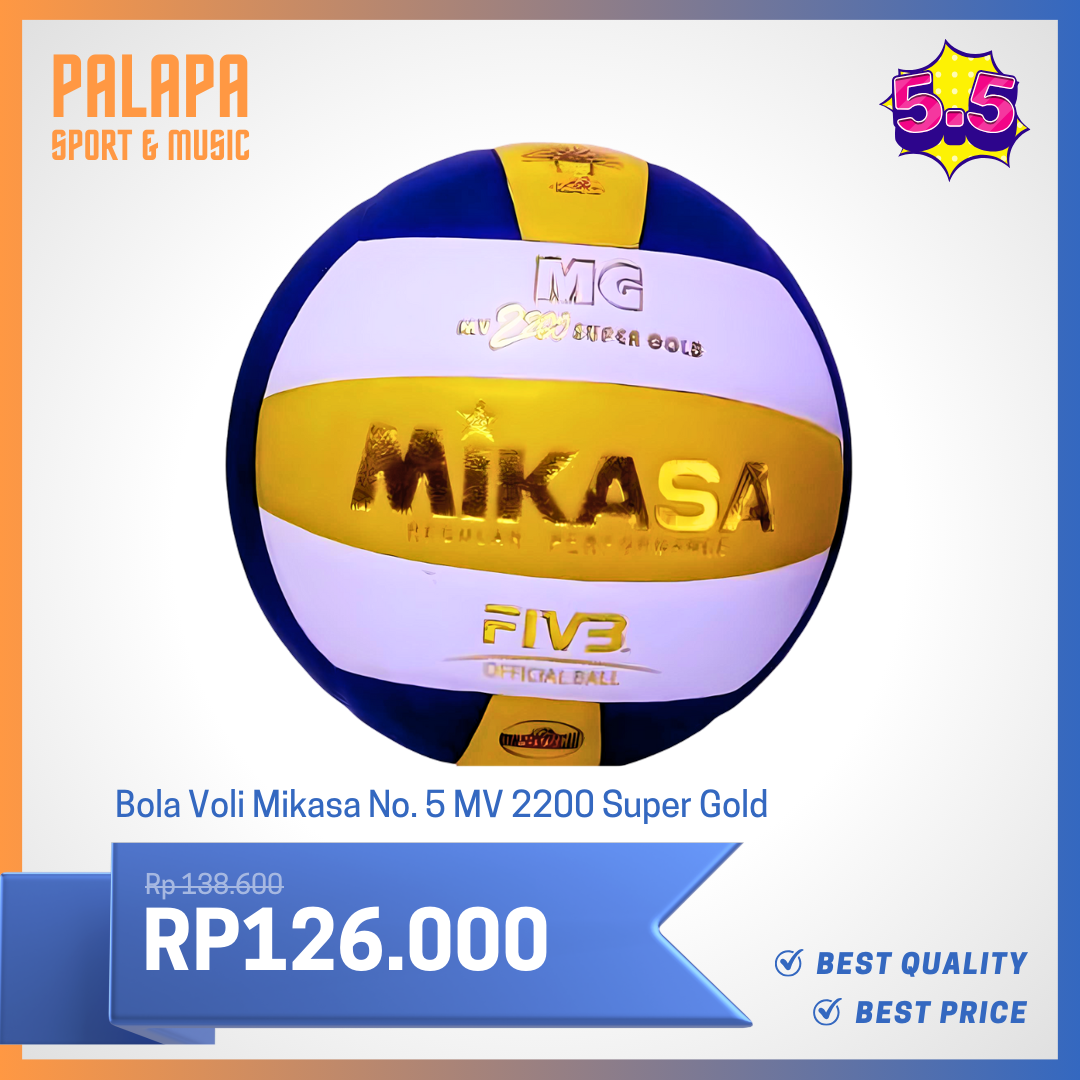 PALAPA
SPORT & MUSIC
5.5
MG
MV 2200 SUPER GOLD
MIKASA
REGULAR PERFORMANCE
FIVB
OFFICIAL BALL
Bola Voli Mikasa No. 5 MV 2200 Super Gold
Rp 138.600
RP126.000
BEST QUALITY
BEST PRICE